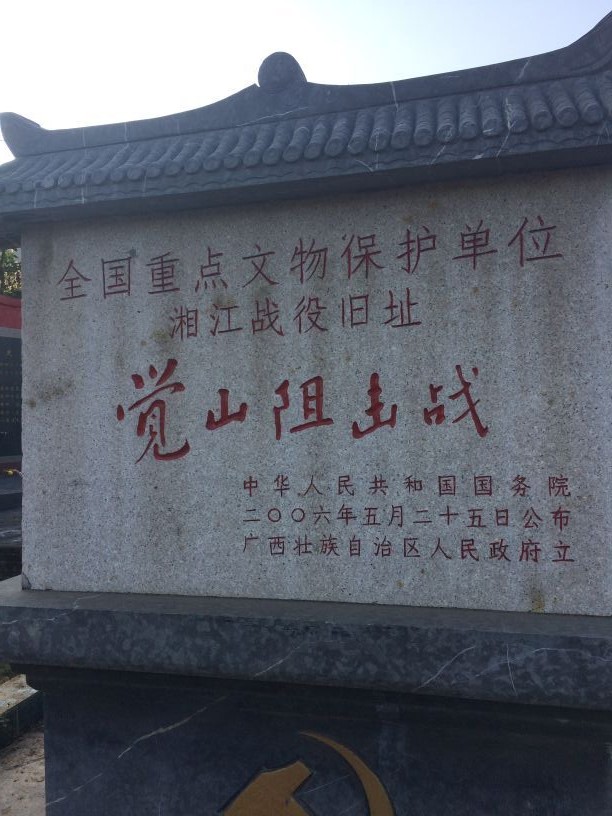 全国重点文物保护单位
湘江战役旧址
觉山阻击战
中华人民共和国国务院
二〇〇六年五月二十五日公布
广西壮族自治区人民政府立